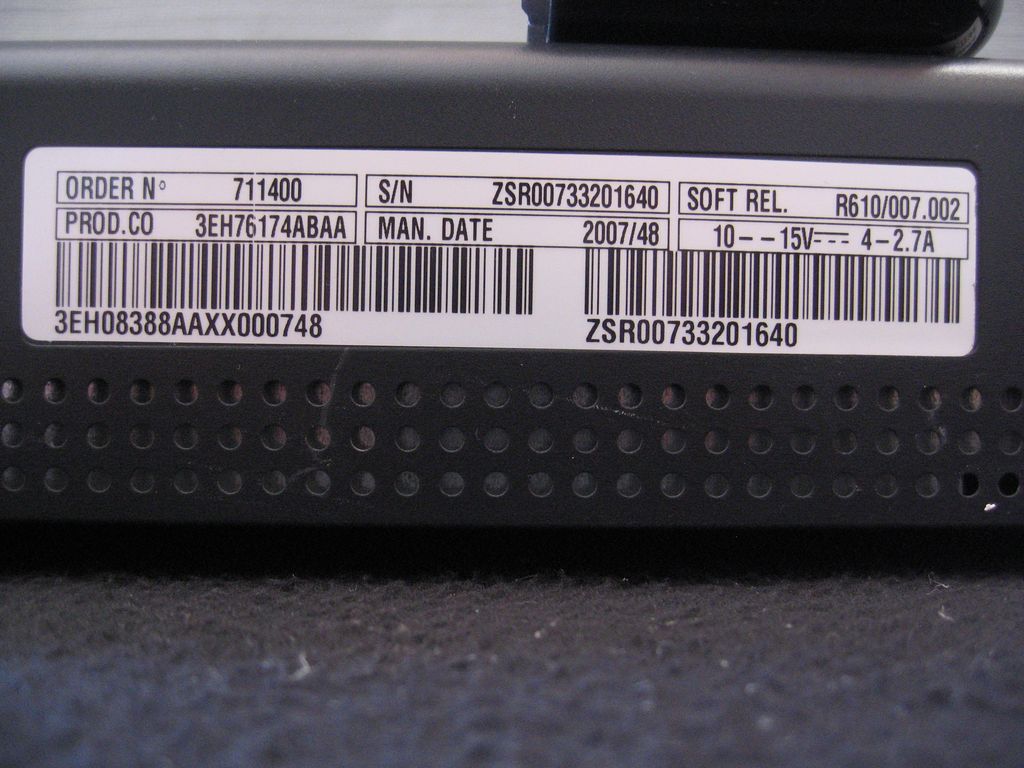 ORDER N° 711400 S/N ZSR00733201640 SOFT REL. R610/007.002
PROD.CO 3EH76174ABAA MAN. DATE 2007/48 10--15V--- 4-2.7A
3EH08388AAXX000748 ZSR00733201640